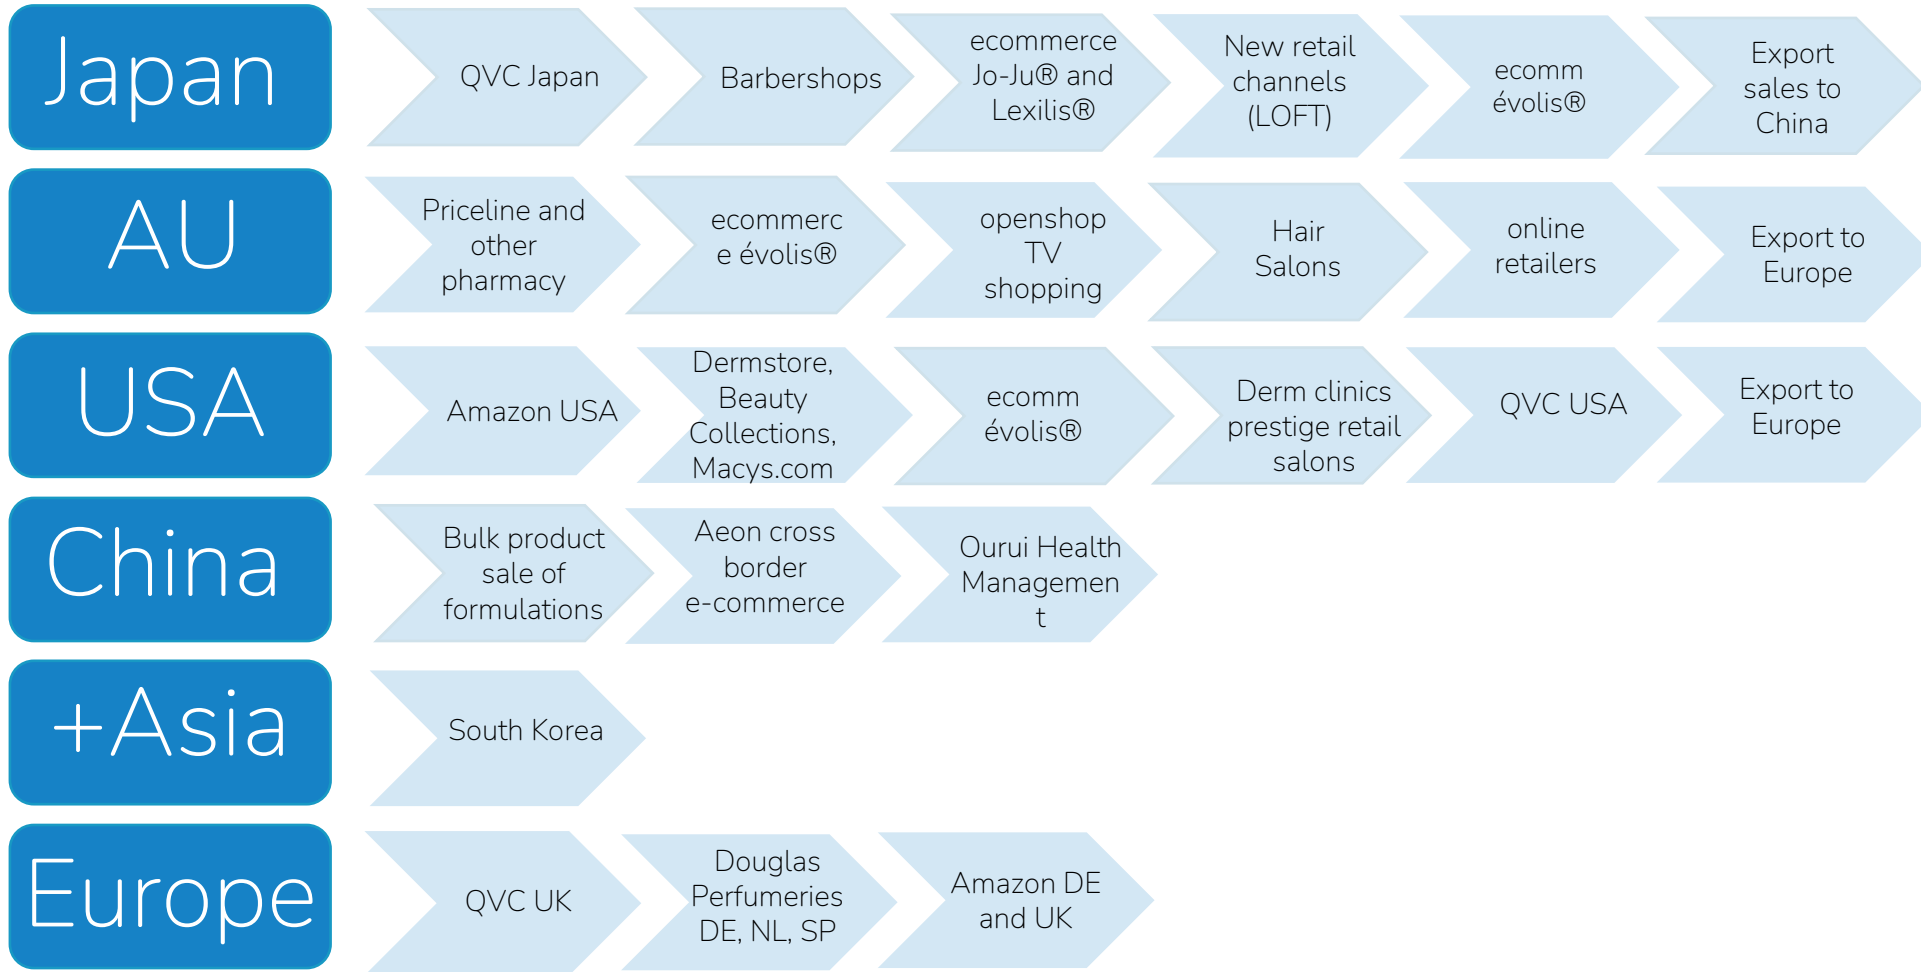 Japan
QVC Japan
Barbershops
ecommerce
Jo-Ju® and
Lexilis®
New retail
channels
(LOFT)
ecomm
évolis®
Export
sales to
China
AU
Priceline and
other
pharmacy
ecommerc
e évolis®
openshop
TV
shopping
Hair
Salons
online
retailers
Export to
Europe
USA
Amazon USA
Dermstore,
Beauty
Collections,
Macys.com
ecomm
évolis®
Derm clinics
prestige retail
salons
QVC USA
Export to
Europe
China
Bulk product
sale of
formulations
Aeon cross
border
e-commerce
Ourui Health
Managemen
t
+Asia
South Korea
Europe
QVC UK
Douglas
Perfumeries
DE, NL, SP
Amazon DE
and UK